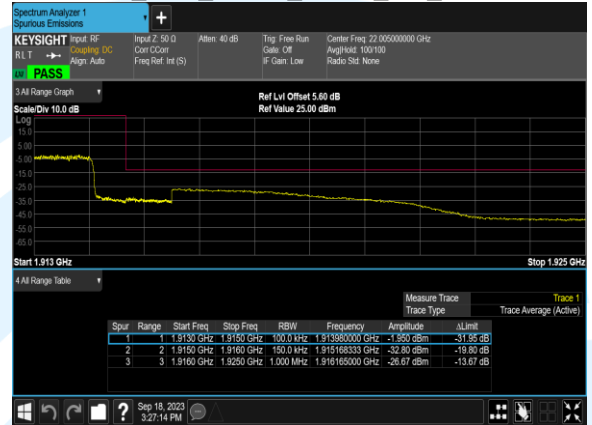 Spectrum Analyzer 1
Spurious Emissions
KEYSIGHT Input: RF Input Z: 50 Ω Atten: 40 dB Trig: Free Run Center Freq: 22.005000000 GHz
RLT Coupling: DC Corr CCorr Gate: Off Avg|Hold: 100/100
Align: Auto Freq Ref: Int (S) IF Gain: Low Radio Std: None
PASS
3 All Range Graph
Ref Lvl Offset 5.60 dB
Scale/Div 10.0 dB Ref Value 25.00 dBm
Log
15.0
5.00
-5.00
-15.0
-25.0
-35.0
-45.0
-55.0
-65.0
Start 1.913 GHz Stop 1.925 GHz
4 All Range Table
Measure Trace Trace 1
Trace Type Trace Average (Active)
Spur Range Start Freq Stop Freq RBW Frequency Amplitude ΔLimit
1 1 1.9130 GHz 1.9150 GHz 100.0 kHz 1.913980000 GHz -1.950 dBm -31.95 dB
2 2 1.9150 GHz 1.9160 GHz 150.0 kHz 1.915168333 GHz -32.80 dBm -19.80 dB
3 3 1.9160 GHz 1.9250 GHz 1.000 MHz 1.916165000 GHz -26.67 dBm -13.67 dB
Sep 18, 2023
3:27:14 PM